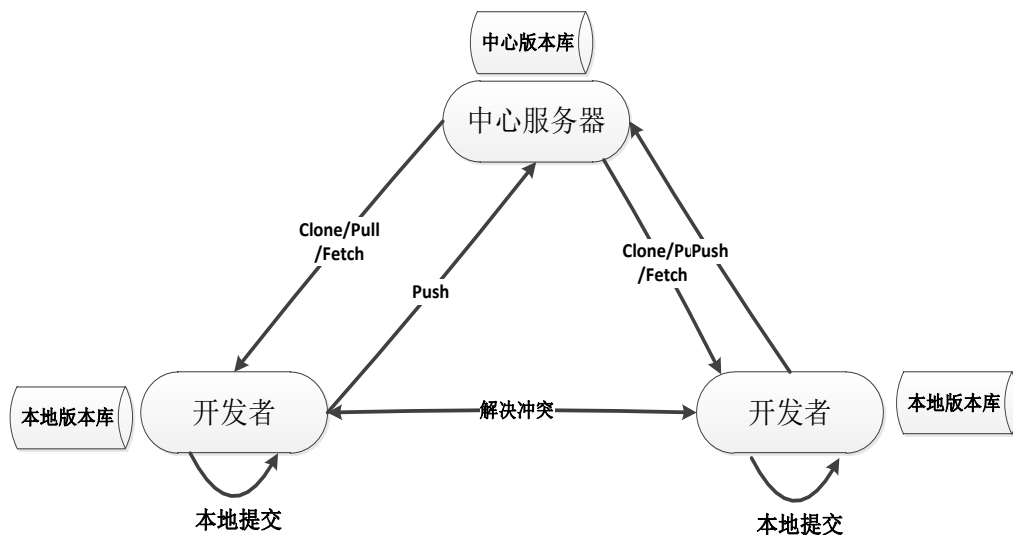 中心版本库
中心服务器
Clone/Pull
/Fetch
Push
Clone/Pu
/Fetch
Push
本地版本库
开发者
解决冲突
开发者
本地版本库
本地提交
本地提交